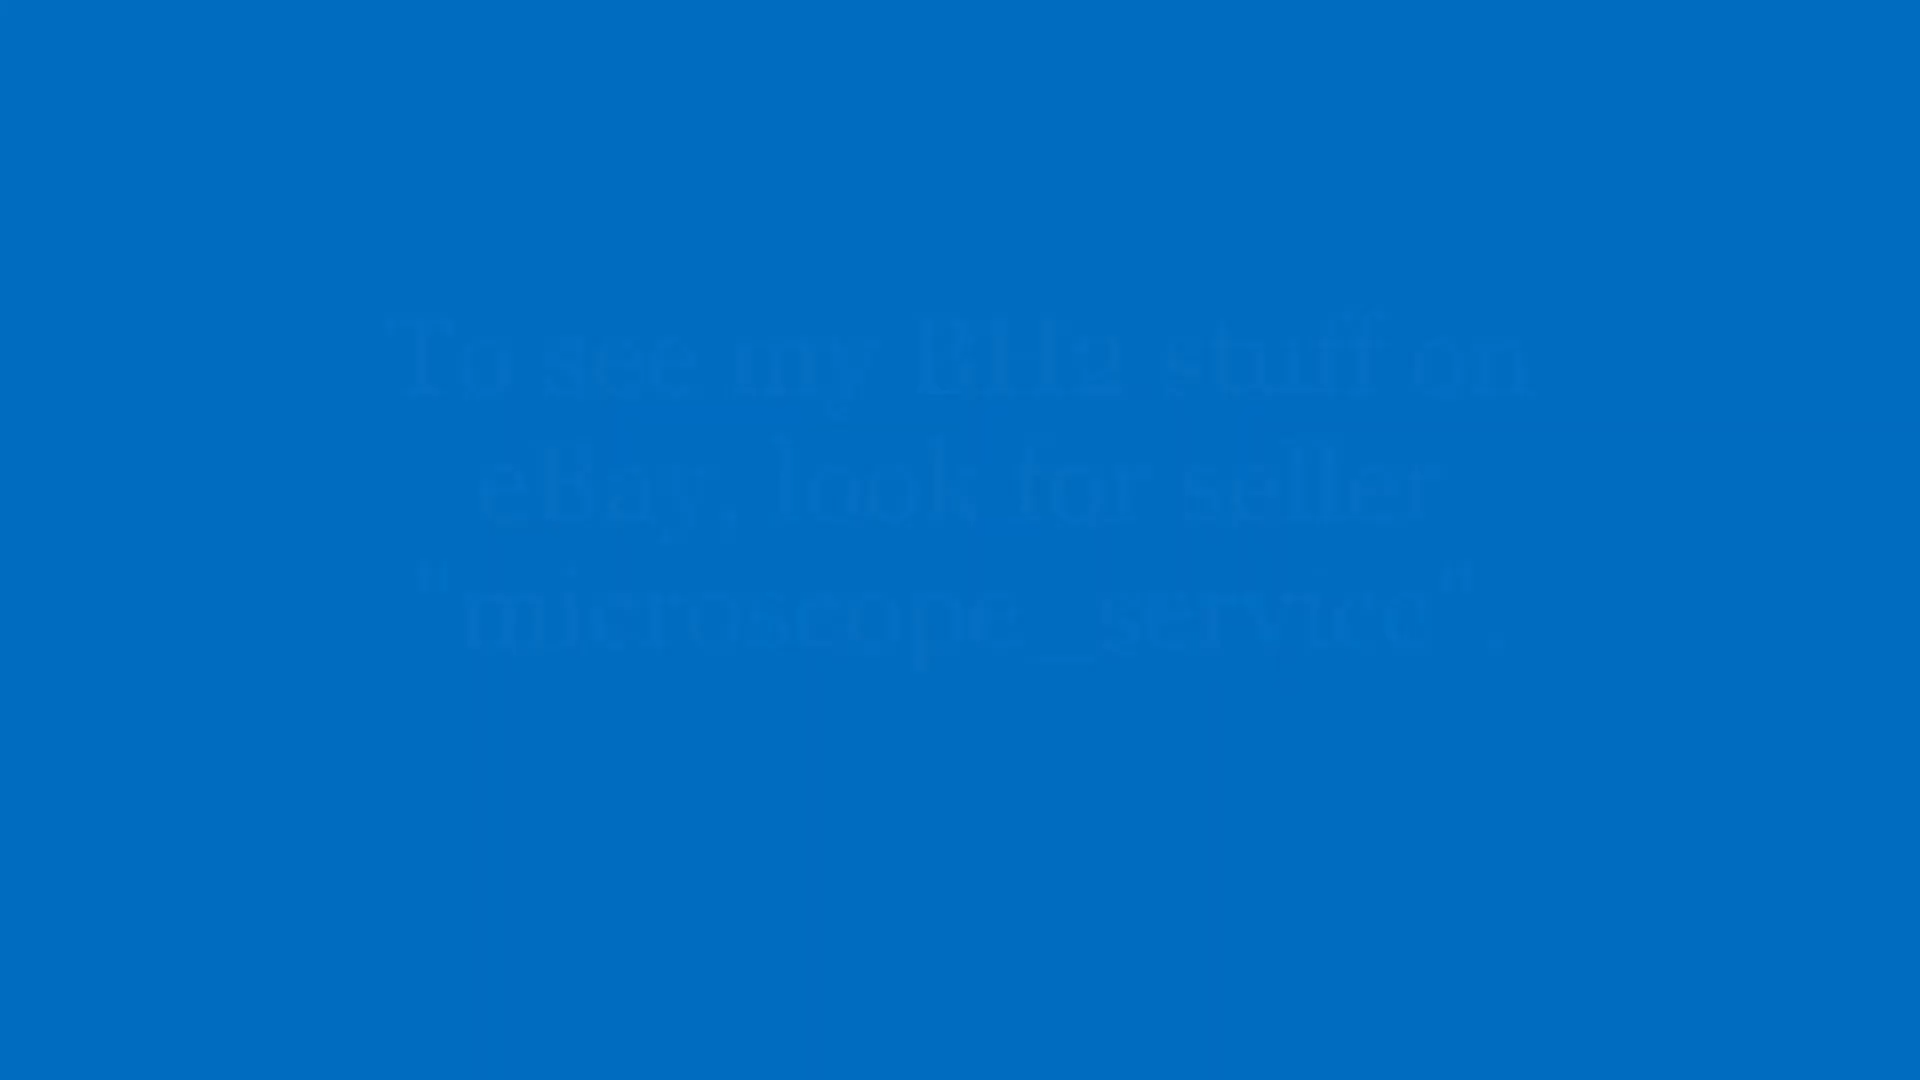 To see my BH2 stuff on
eBay, look for seller
"microscope_service".